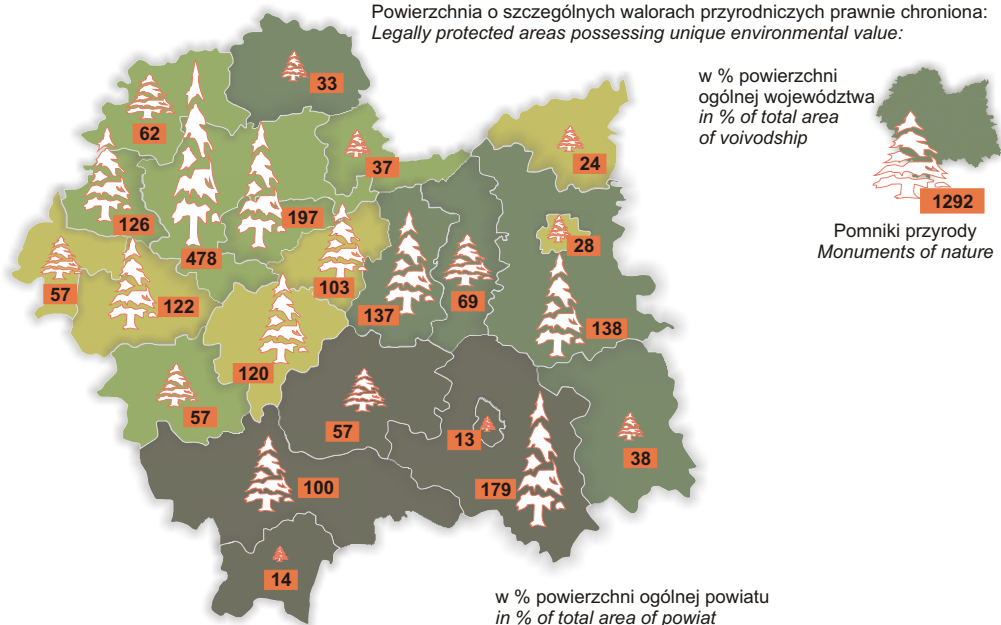 Powierzchnia o szczególnych walorach przyrodniczych prawnie chroniona:
Legally protected areas possessing unique environmental value:
w % powierzchni
ogólnej województwa
in % of total area
of voivodship
1292
Pomniki przyrody
Monuments of nature
33
62
37
24
126
197
478
28
57
122
103
137
69
138
120
57
57
13
38
100
179
14
w % powierzchni ogólnej powiatu
in % of total area of powiat